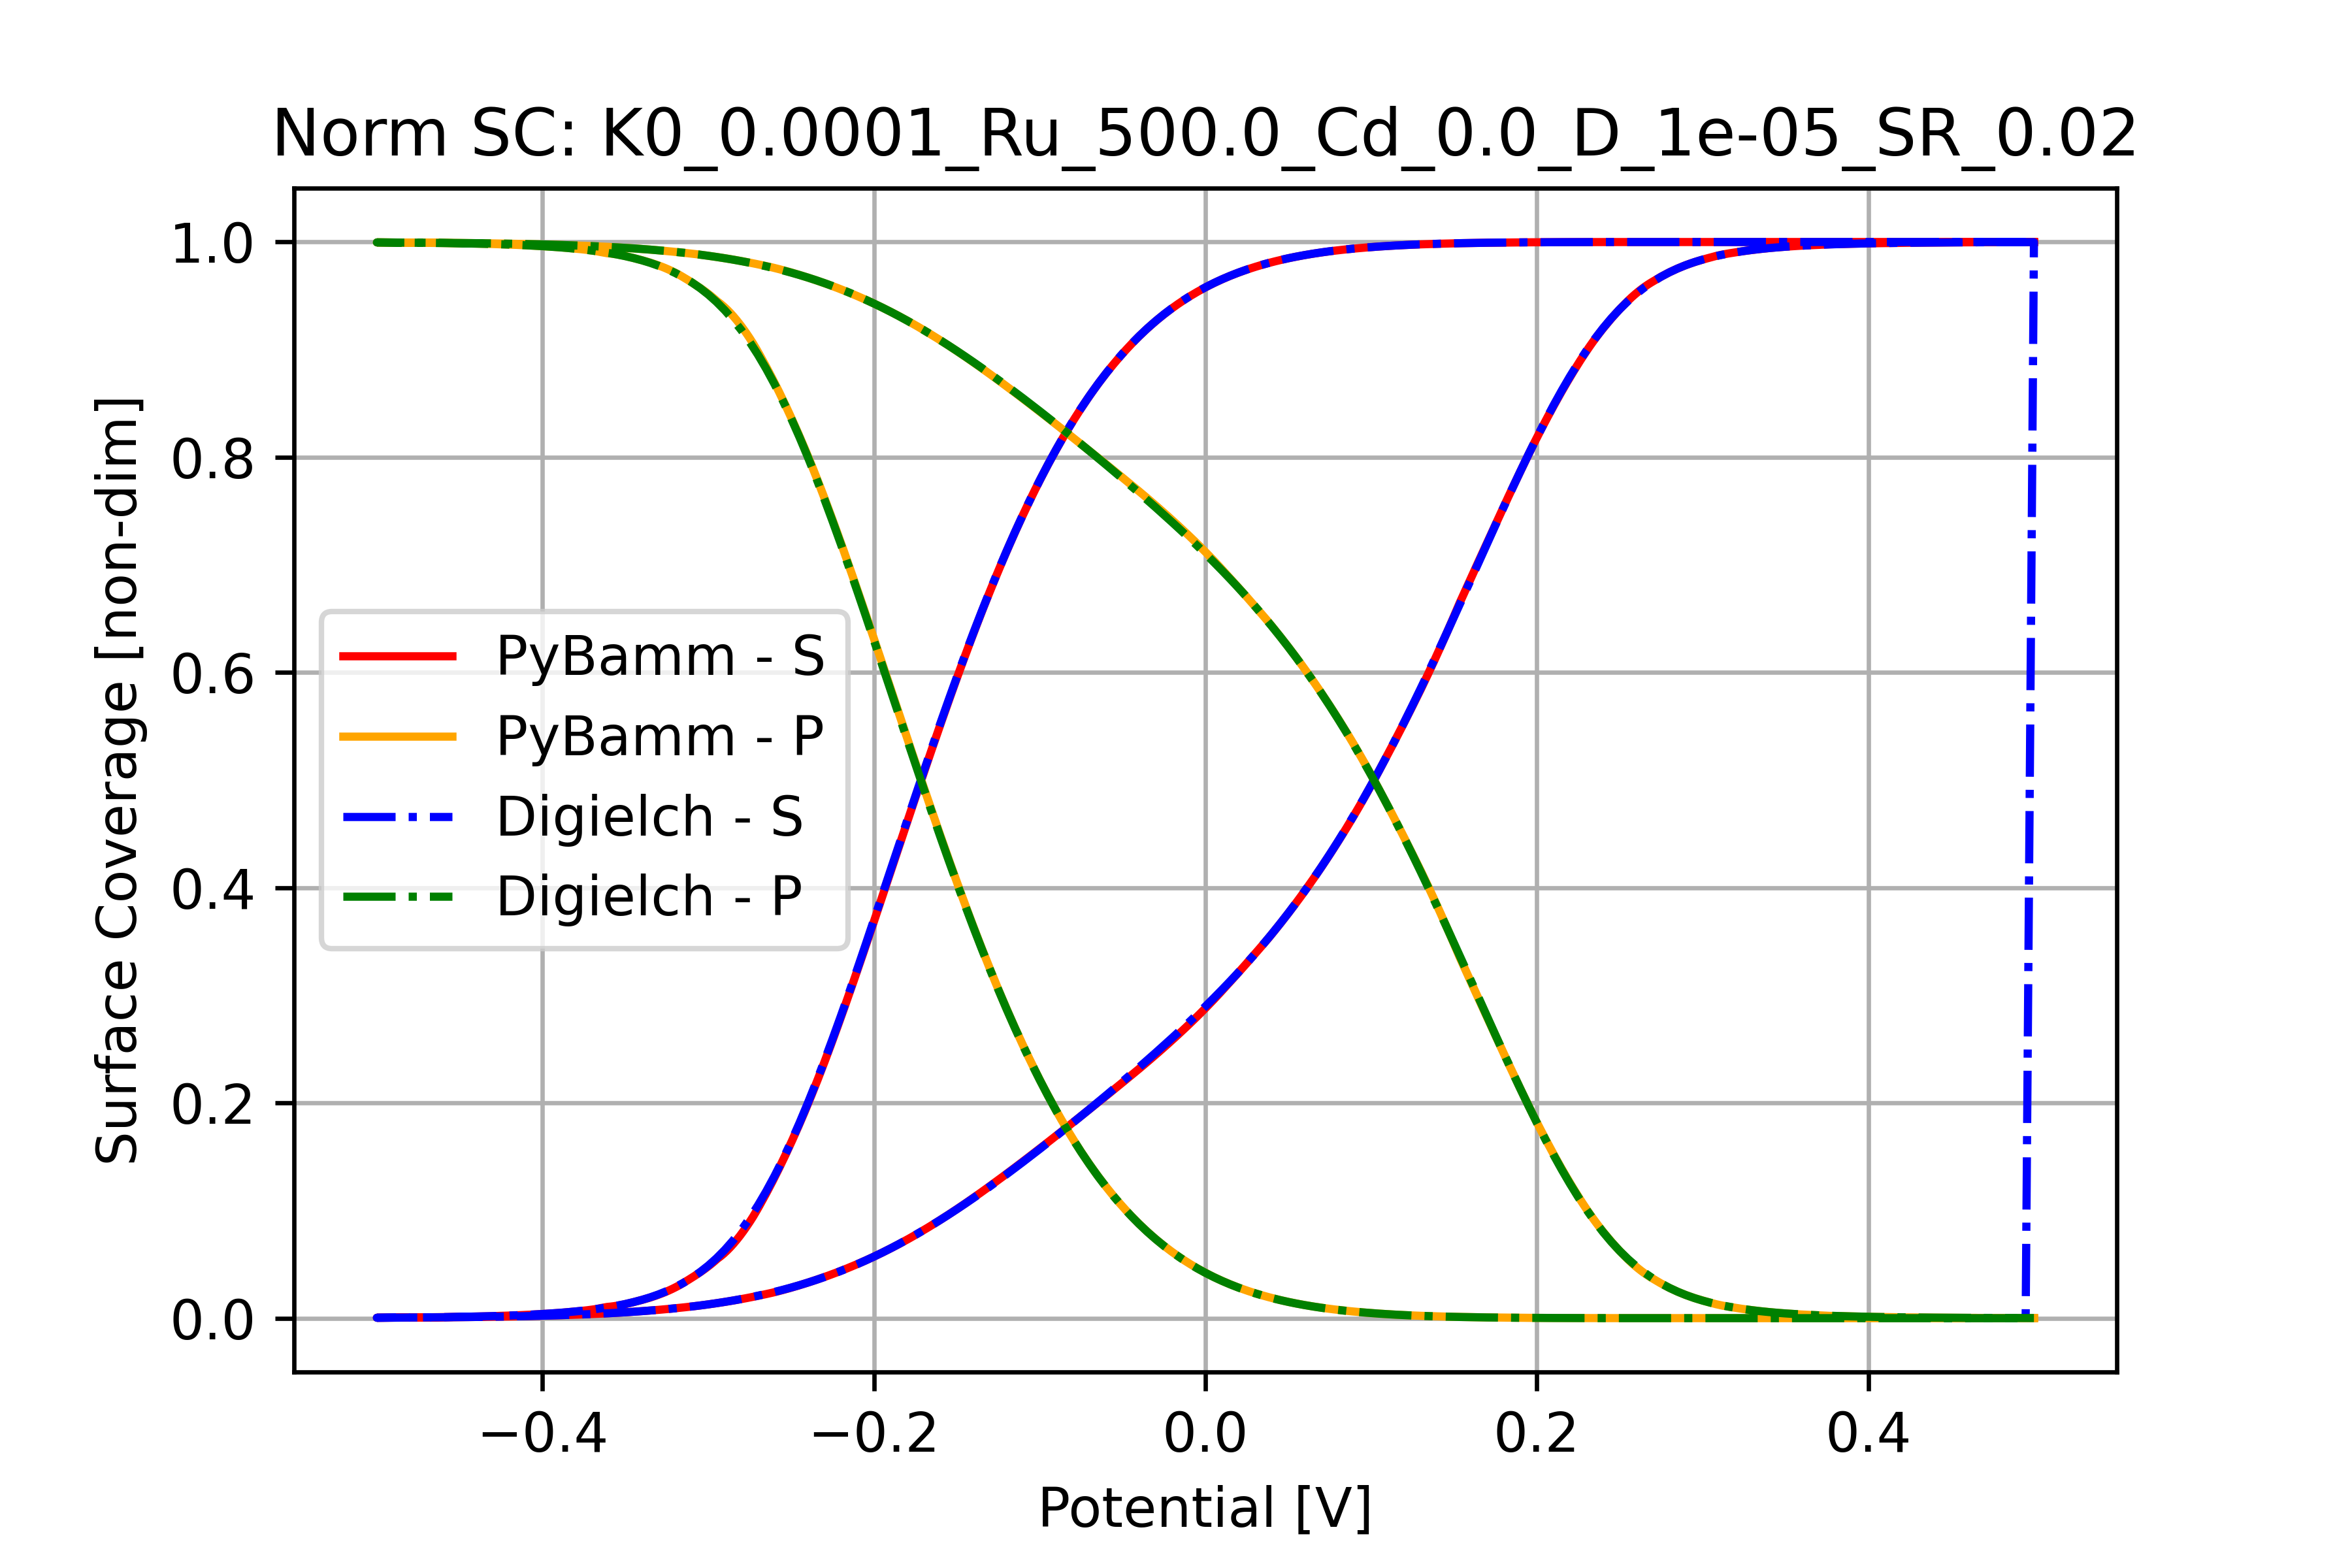 Norm SC: K0_0.0001_Ru_500.0_Cd_0.0_D_1e-05_SR_0.02
Surface Coverage [non-dim]
1.0
0.8
0.6
0.4
0.2
0.0
PyBamm - S
PyBamm - P
Digielch - S
Digielch - P
−0.4 −0.2 0.0 0.2 0.4
Potential [V]